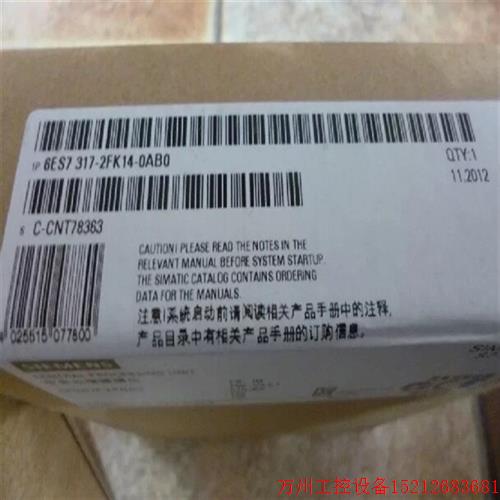 1P 6ES7 317-2FK14-0AB0
QTY:1
11.2012
S C-CNT78363
CAUTION! PLEASE READ THE NOTES IN THE
RELEVANT MANUAL BEFORE SYSTEM STARTUP.
THE SIMATIC CATALOG CONTAINS ORDERING
DATA FOR THE MANUALS.
注意!系统启动前请阅读相关产品手册中的注释,
产品目录中有相关产品手册的订购信息。
4 025515 077800
SIEMENS
万州工控设备15212683681